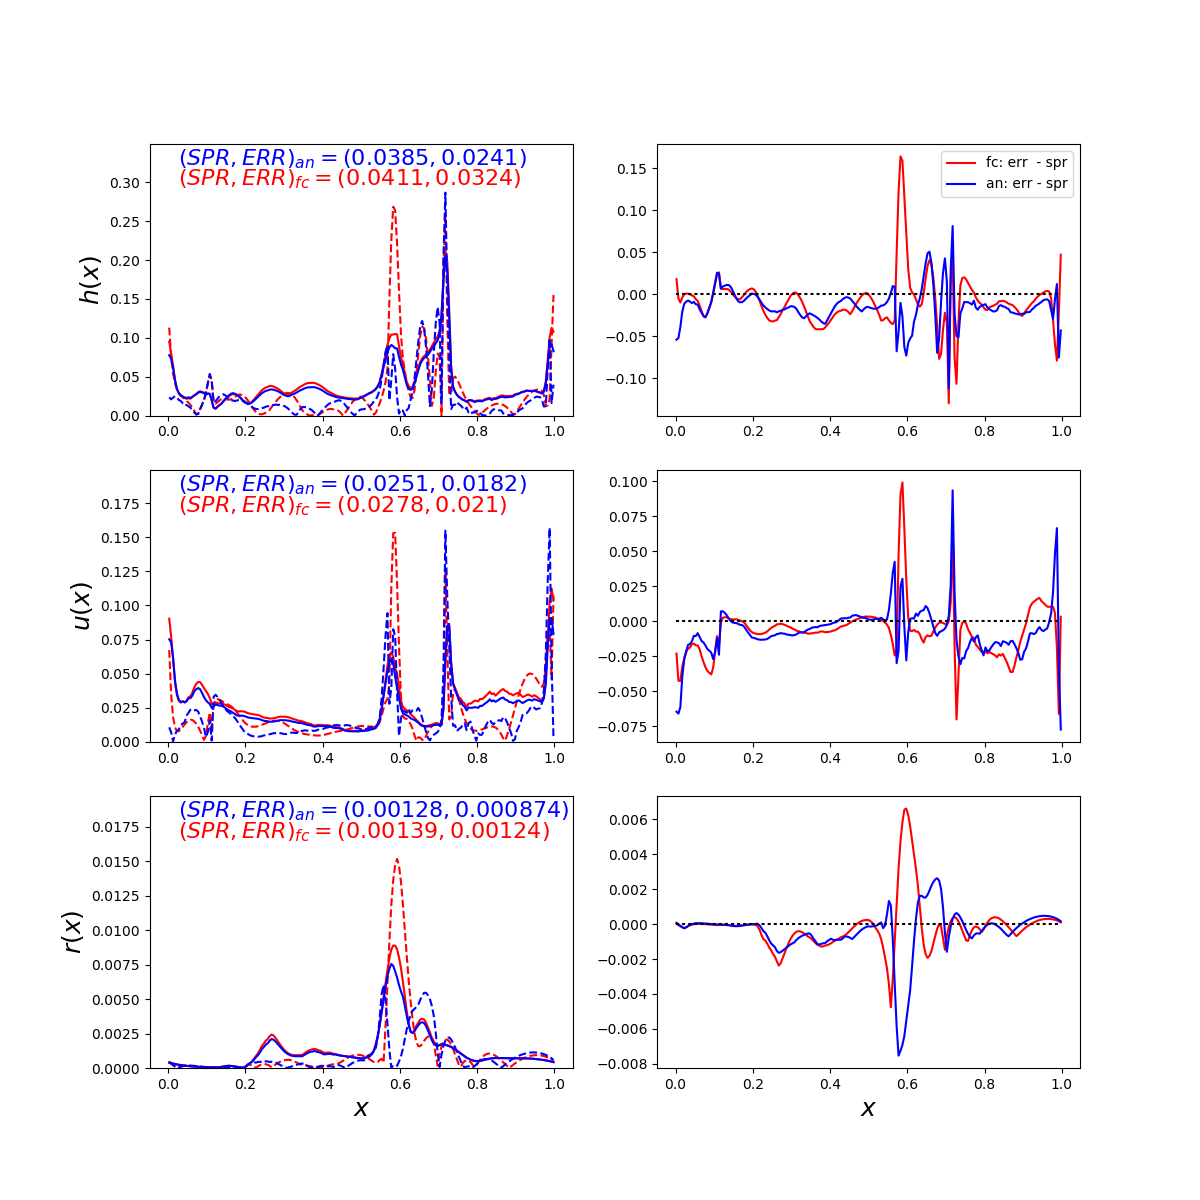 (SPR, ERR)an = (0.0385, 0.0241)
(SPR, ERR)fc = (0.0411, 0.0324)
h(x)
0.30
0.25
0.20
0.15
0.10
0.05
0.00
0.0 0.2 0.4 0.6 0.8 1.0
fc: err - spr
an: err - spr
0.15
0.10
0.05
0.00
−0.05
−0.10
0.0 0.2 0.4 0.6 0.8 1.0
(SPR, ERR)an = (0.0251, 0.0182)
(SPR, ERR)fc = (0.0278, 0.021)
u(x)
0.175
0.150
0.125
0.100
0.075
0.050
0.025
0.000
0.0 0.2 0.4 0.6 0.8 1.0
0.100
0.075
0.050
0.025
0.000
−0.025
−0.050
−0.075
0.0 0.2 0.4 0.6 0.8 1.0
(SPR, ERR)an = (0.00128, 0.000874)
(SPR, ERR)fc = (0.00139, 0.00124)
r(x)
0.0175
0.0150
0.0125
0.0100
0.0075
0.0050
0.0025
0.0000
0.0 0.2 0.4 0.6 0.8 1.0
x
0.006
0.004
0.002
0.000
−0.002
−0.004
−0.006
−0.008
0.0 0.2 0.4 0.6 0.8 1.0
x